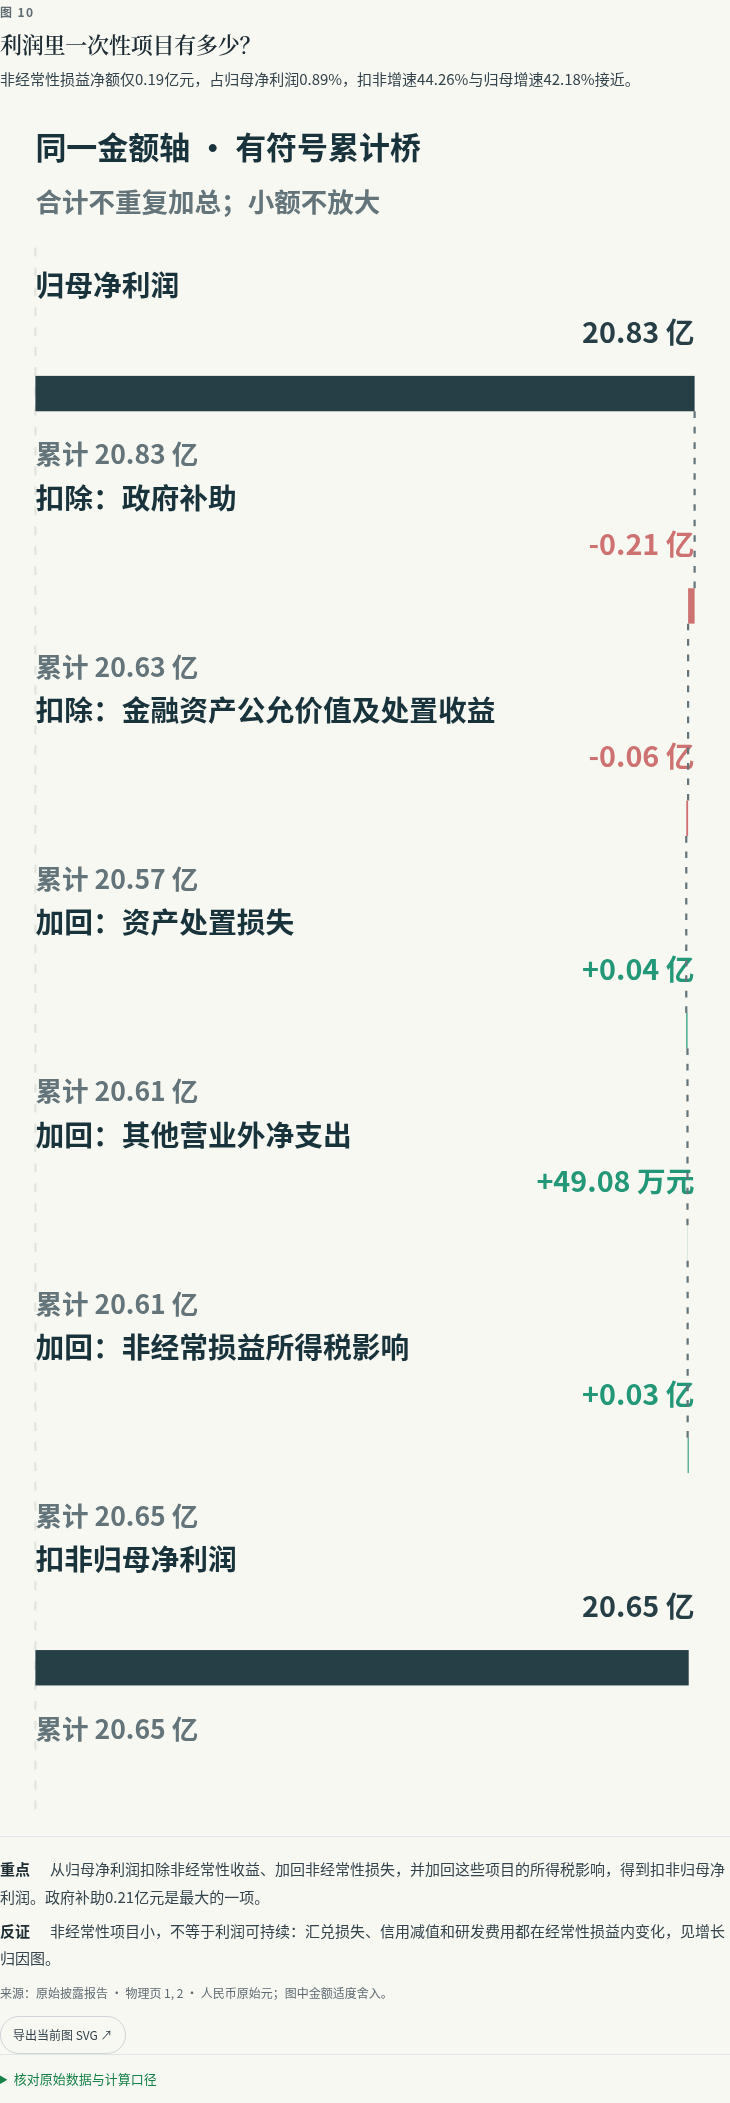 图 10
利润里一次性项目有多少？
非经常性损益净额仅0.19亿元，占归母净利润0.89%，扣非增速44.26%与归母增速42.18%接近。
同一金额轴 · 有符号累计桥
合计不重复加总；小额不放大
归母净利润
20.83 亿
累计 20.83 亿
扣除：政府补助
-0.21 亿
累计 20.63 亿
扣除：金融资产公允价值及处置收益
-0.06 亿
累计 20.57 亿
加回：资产处置损失
+0.04 亿
累计 20.61 亿
加回：其他营业外净支出
+49.08 万元
累计 20.61 亿
加回：非经常损益所得税影响
+0.03 亿
累计 20.65 亿
扣非归母净利润
20.65 亿
累计 20.65 亿
重点 从归母净利润扣除非经常性收益、加回非经常性损失，并加回这些项目的所得税影响，得到扣非归母净
利润。政府补助0.21亿元是最大的一项。
反证 非经常性项目小，不等于利润可持续：汇兑损失、信用减值和研发费用都在经常性损益内变化，见增长
归因图。
来源：原始披露报告 · 物理页 1, 2 · 人民币原始元；图中金额适度舍入。
导出当前图 SVG ↗
▶ 核对原始数据与计算口径